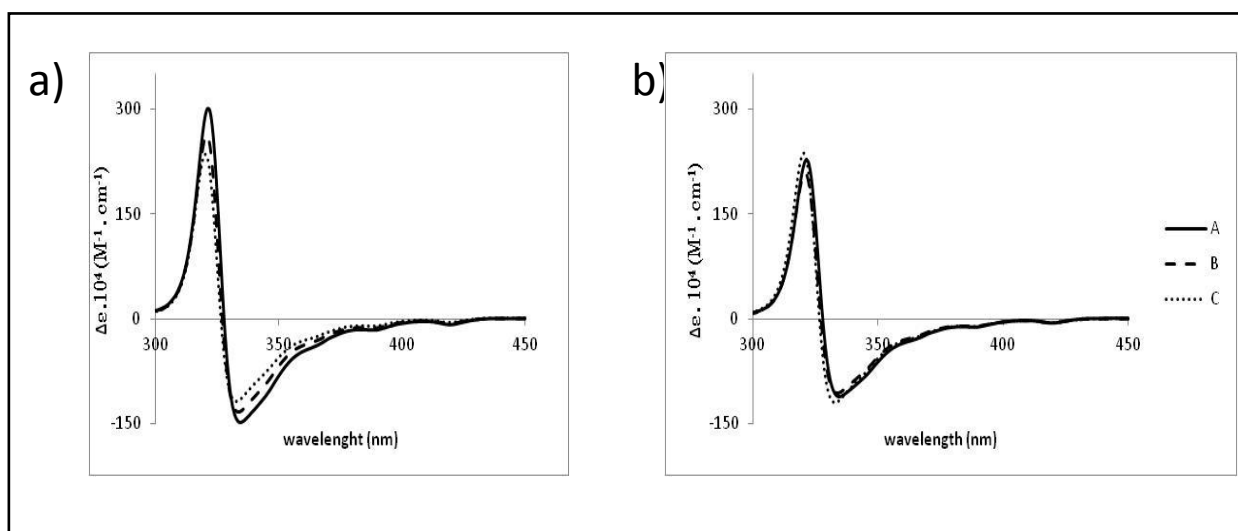 a)
300
150
0
-150
300
350
400
450
Δε.10⁴ (M⁻¹. cm⁻¹)
wavelenght (nm)
b)
300
150
0
-150
300
350
400
450
Δε. 10⁴ (M⁻¹. cm⁻¹)
wavelength (nm)
A
B
C